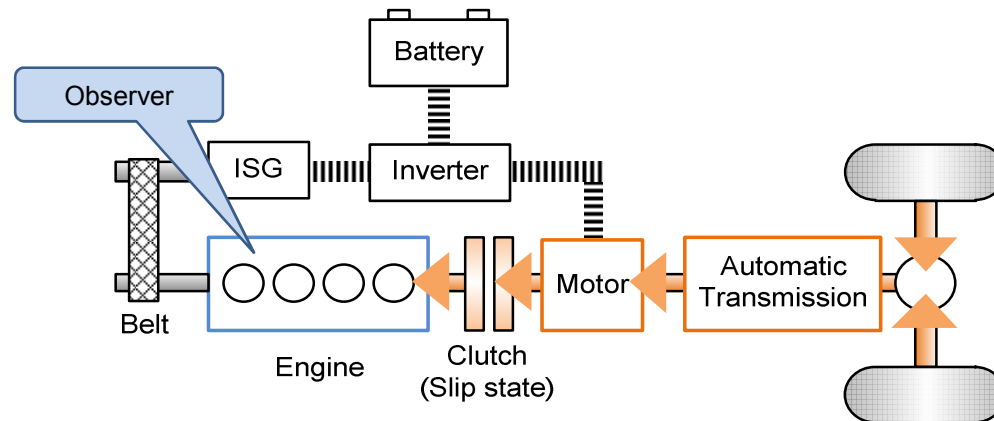 Battery
Observer
ISG
Inverter
Motor
Automatic
Transmission
Belt
Engine
Clutch
(Slip state)